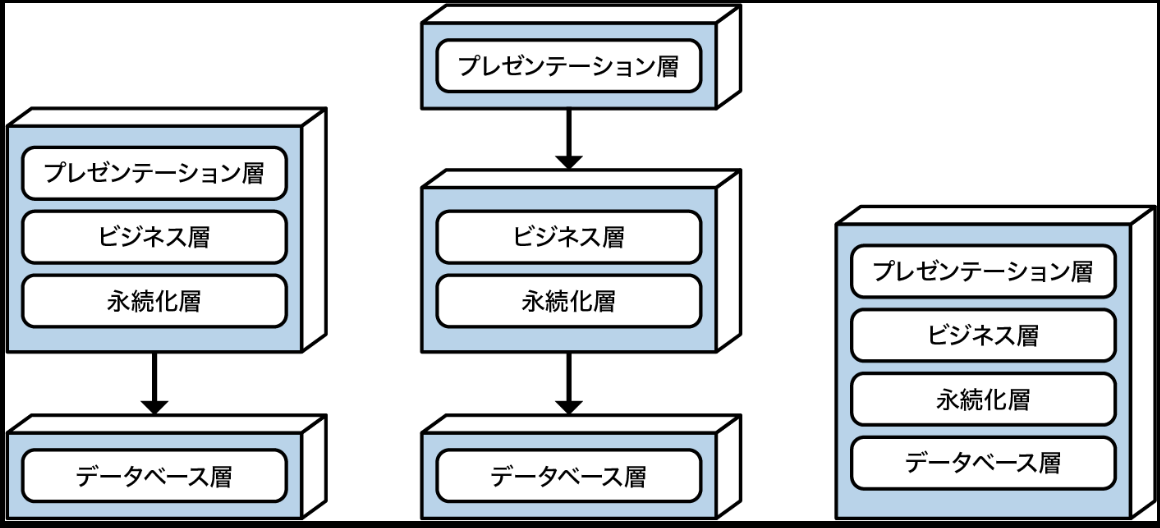 プレゼンテーション層
ビジネス層
永続化層
データベース層
プレゼンテーション層
ビジネス層
永続化層
データベース層
プレゼンテーション層
ビジネス層
永続化層
データベース層